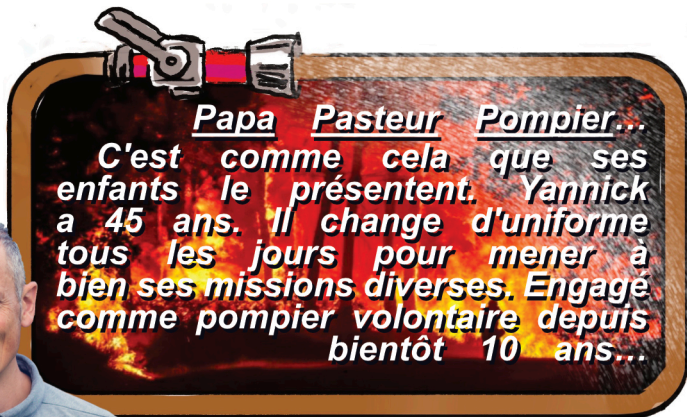 Papa Pasteur Pompier...
C'est comme cela que ses
enfants le présentent. Yannick
a 45 ans. Il change d'uniforme
tous les jours pour mener à
bien ses missions diverses. Engagé
comme pompier volontaire depuis
bientôt 10 ans...